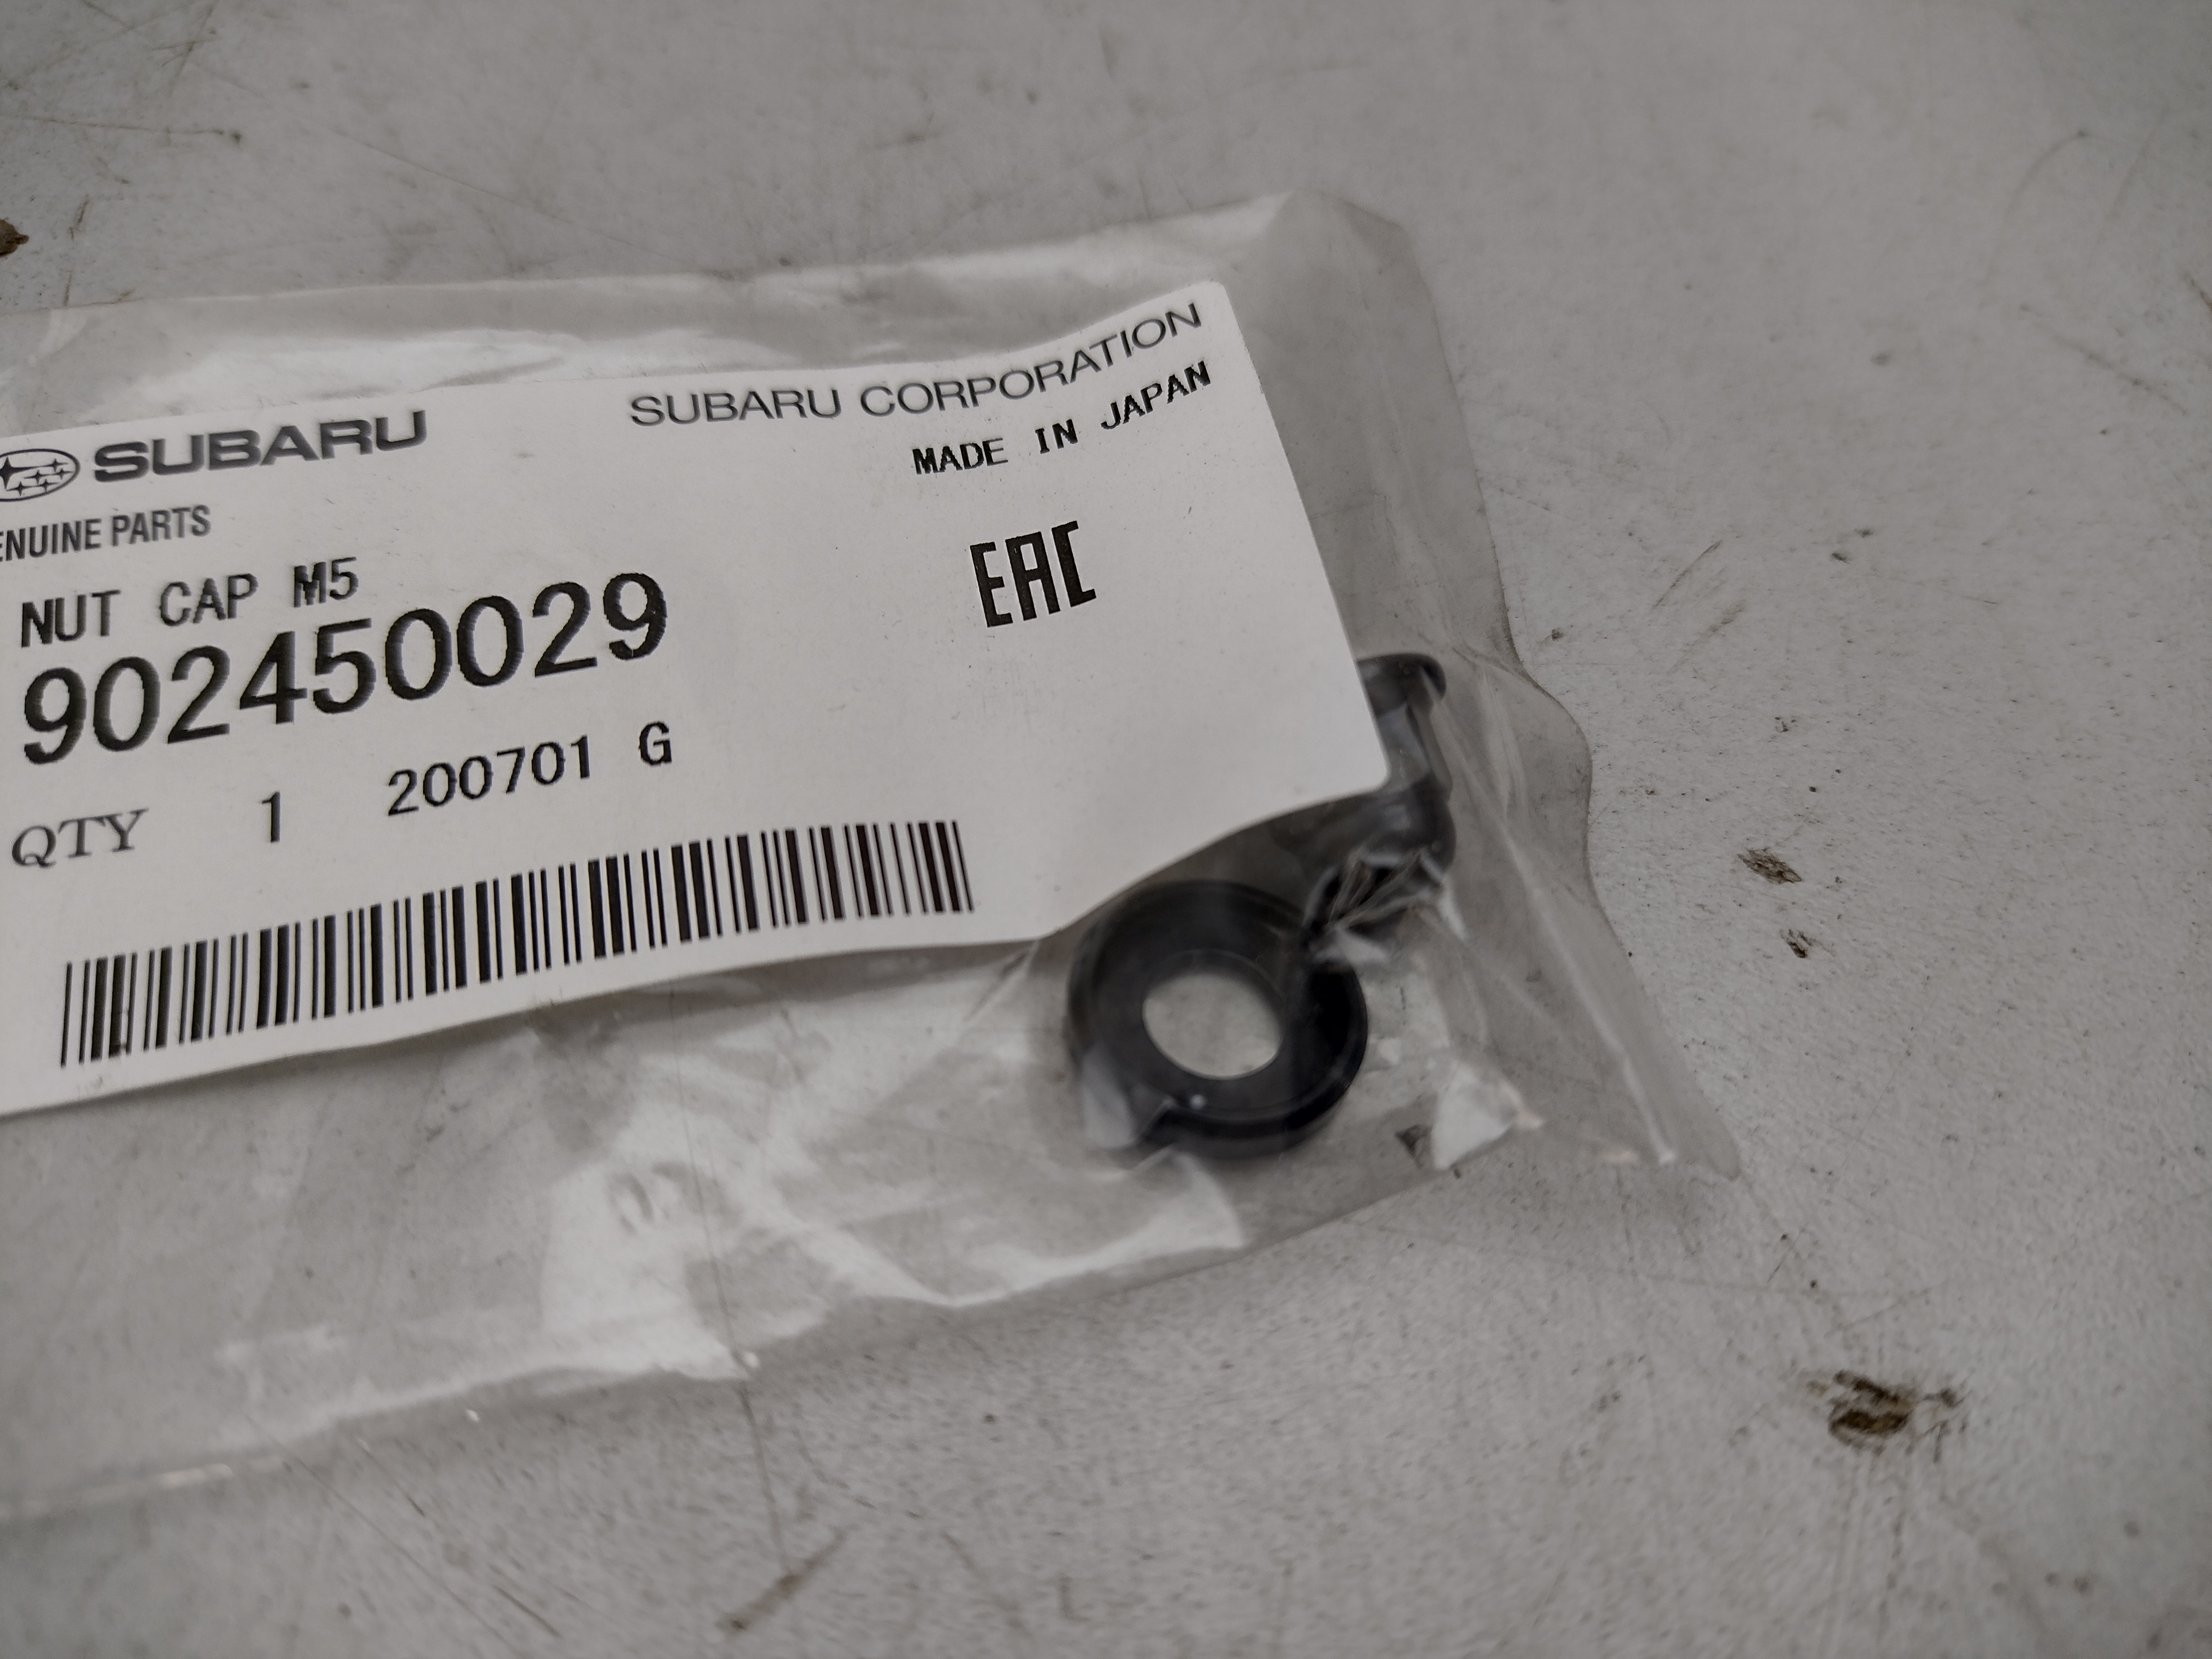 SUBARU
SUBARU CORPORATION
MADE IN JAPAN
ENUINE PARTS
EAC
NUT CAP M5
902450029
QTY 1 200701 G